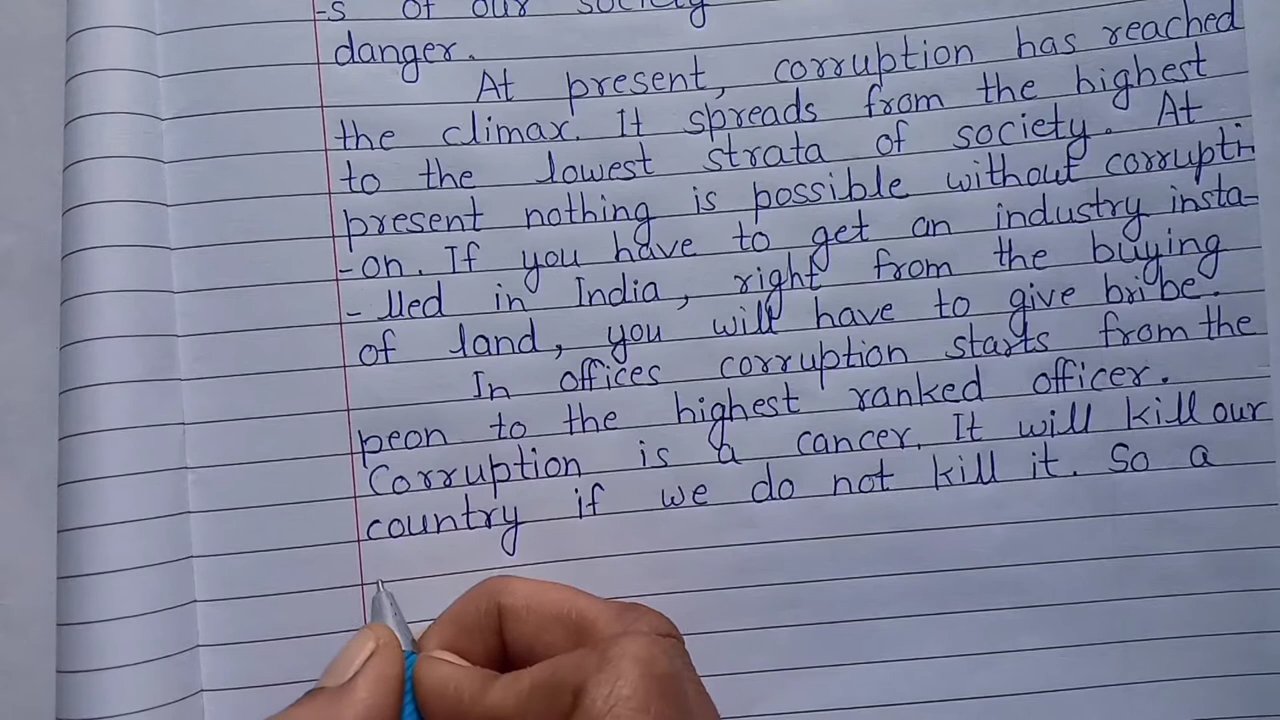 -s of our society
danger.
At present, corruption has reached
the climax. It spreads from the highest
to the lowest strata of society. At
present nothing is possible without corrupti
-on. If you have to get an industry insta-
-lled in India, right from the buying
of land, you will have to give bribe.
In offices corruption starts from the
peon to the highest ranked officer.
Corruption is a cancer. It will kill our
country if we do not kill it. So a